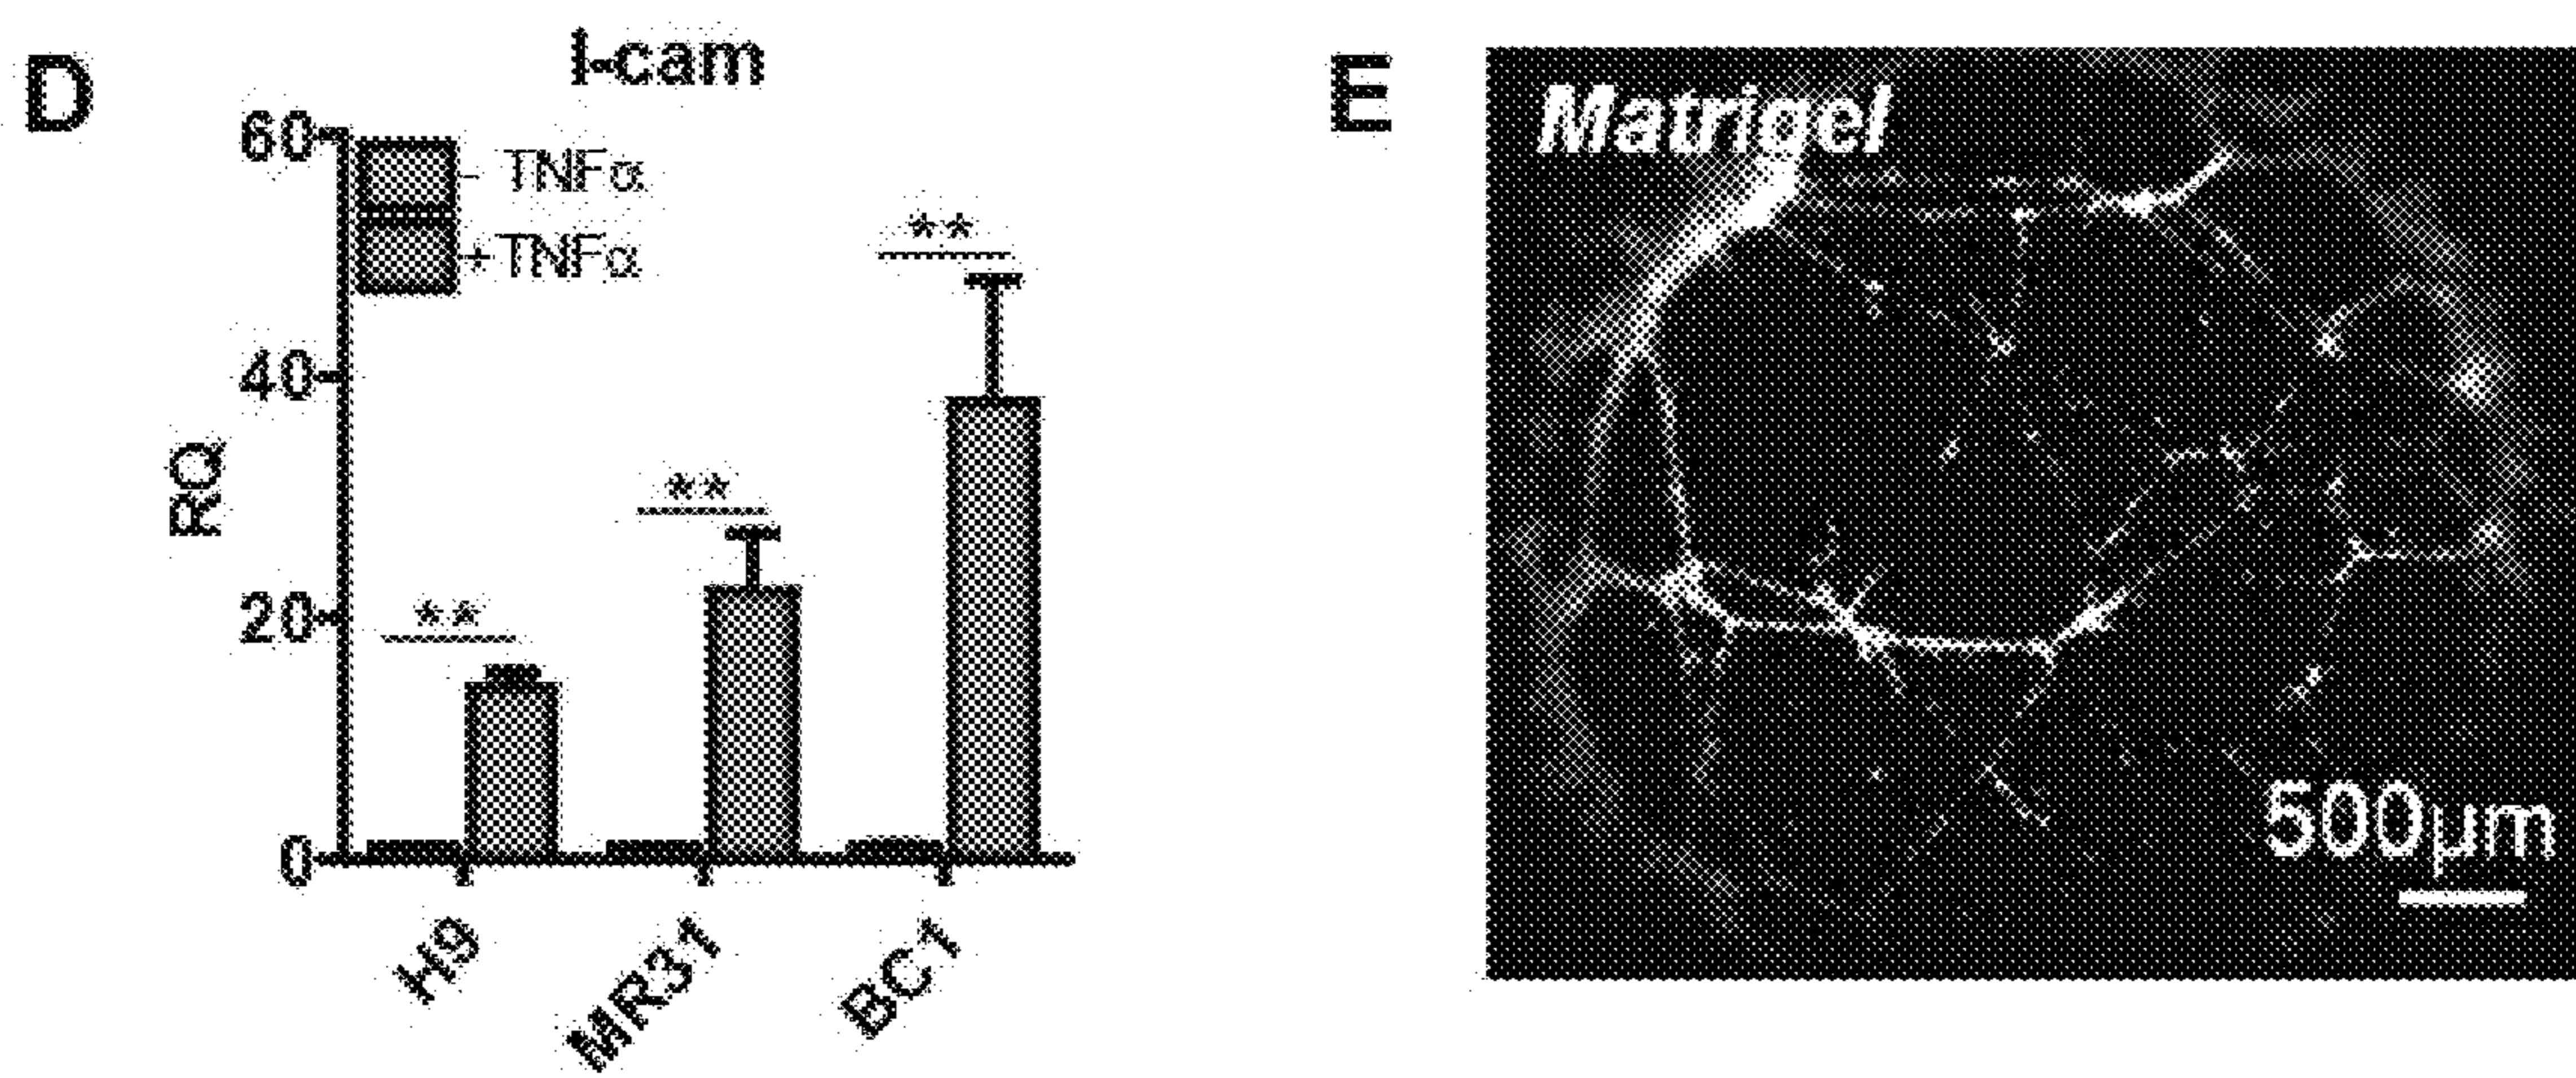 D
I-cam
60
- TNFα
+TNFα
**
40
RQ
**
20
**
0
H9
MR31
BC1
E
Matrigel
500μm